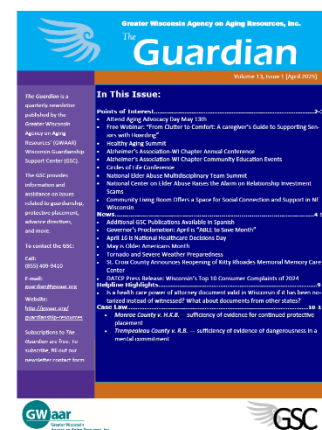 Greater Wisconsin Agency on Aging Resources, Inc.
The
Guardian
Volume 13, Issue 1 (April 2025)
The Guardian is a
quarterly newsletter
published by the
Greater Wisconsin
Agency on Aging
Resources' (GWAAR)
Wisconsin Guardianship
Support Center (GSC).
The GSC provides
information and
assistance on issues
related to guardianship,
protective placement,
advance directives,
and more.
To contact the GSC:
Call:
(855) 409-9410
E-mail:
guardian@gwaar.org
Website:
http://gwaar.org/
guardianship-resources
Subscriptions to The
Guardian are free. To
subscribe, fill out our
newsletter contact form
In This Issue:
Points of Interest
• Attend Aging Advocacy Day May 13th
• Free Webinar: "From Clutter to Comfort: A caregiver's Guide to Supporting Sen-
iors with Hoarding"
• Healthy Aging Summit
• Alzheimer's Association-WI Chapter Annual Conference
• Alzheimer's Association-WI Chapter Community Education Events
• Circles of Life Conference
• National Elder Abuse Multidisciplinary Team Summit
• National Center on Elder Abuse Raises the Alarm on Relationship Investment
Scams
• Community Living Room Offers a Space for Social Connection and Support in NE
Wisconsin
News
• Additional GSC Publications Available in Spanish
• Governor's Proclamation: April is "ABLE to Save Month"
• April 16 is National Healthcare Decisions Day
• May is Older Americans Month
• Tornado and Severe Weather Preparedness
• St. Croix County Announces Reopening of Kitty Rhoades Memorial Memory Care
Center
• DATCP Press Release: Wisconsin's Top 10 Consumer Complaints of 2024
Helpline Highlights
• Is a health care power of attorney document valid in Wisconsin if it has been no-
tarized instead of witnessed? What about documents from other states?
Case Law
• Monroe County v. H.K.B. — sufficiency of evidence for continued protective
placement
• Trempealeau County v. R.B. — sufficiency of evidence of dangerousness in a
mental commitment
GWaar
Greater Wisconsin
Agency on Aging Resources, Inc.
GSC